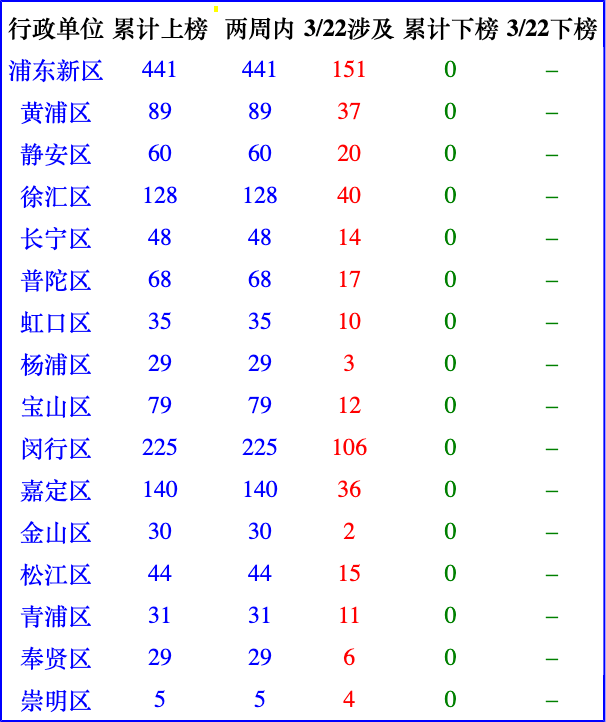 行政单位 累计上榜 两周内 3/22涉及 累计下榜 3/22下榜
浦东新区 441 441 151 0 –
黄浦区 89 89 37 0 –
静安区 60 60 20 0 –
徐汇区 128 128 40 0 –
长宁区 48 48 14 0 –
普陀区 68 68 17 0 –
虹口区 35 35 10 0 –
杨浦区 29 29 3 0 –
宝山区 79 79 12 0 –
闵行区 225 225 106 0 –
嘉定区 140 140 36 0 –
金山区 30 30 2 0 –
松江区 44 44 15 0 –
青浦区 31 31 11 0 –
奉贤区 29 29 6 0 –
崇明区 5 5 4 0 –